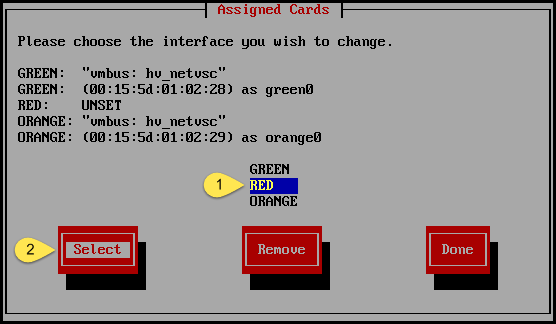 Assigned Cards
Please choose the interface you wish to change.
GREEN: "vmbus: hv_netvsc"
GREEN: (00:15:5d:01:02:28) as green0
RED: UNSET
ORANGE: "vmbus: hv_netvsc"
ORANGE: (00:15:5d:01:02:29) as orange0
GREEN
1 RED
ORANGE
2 Select Remove Done